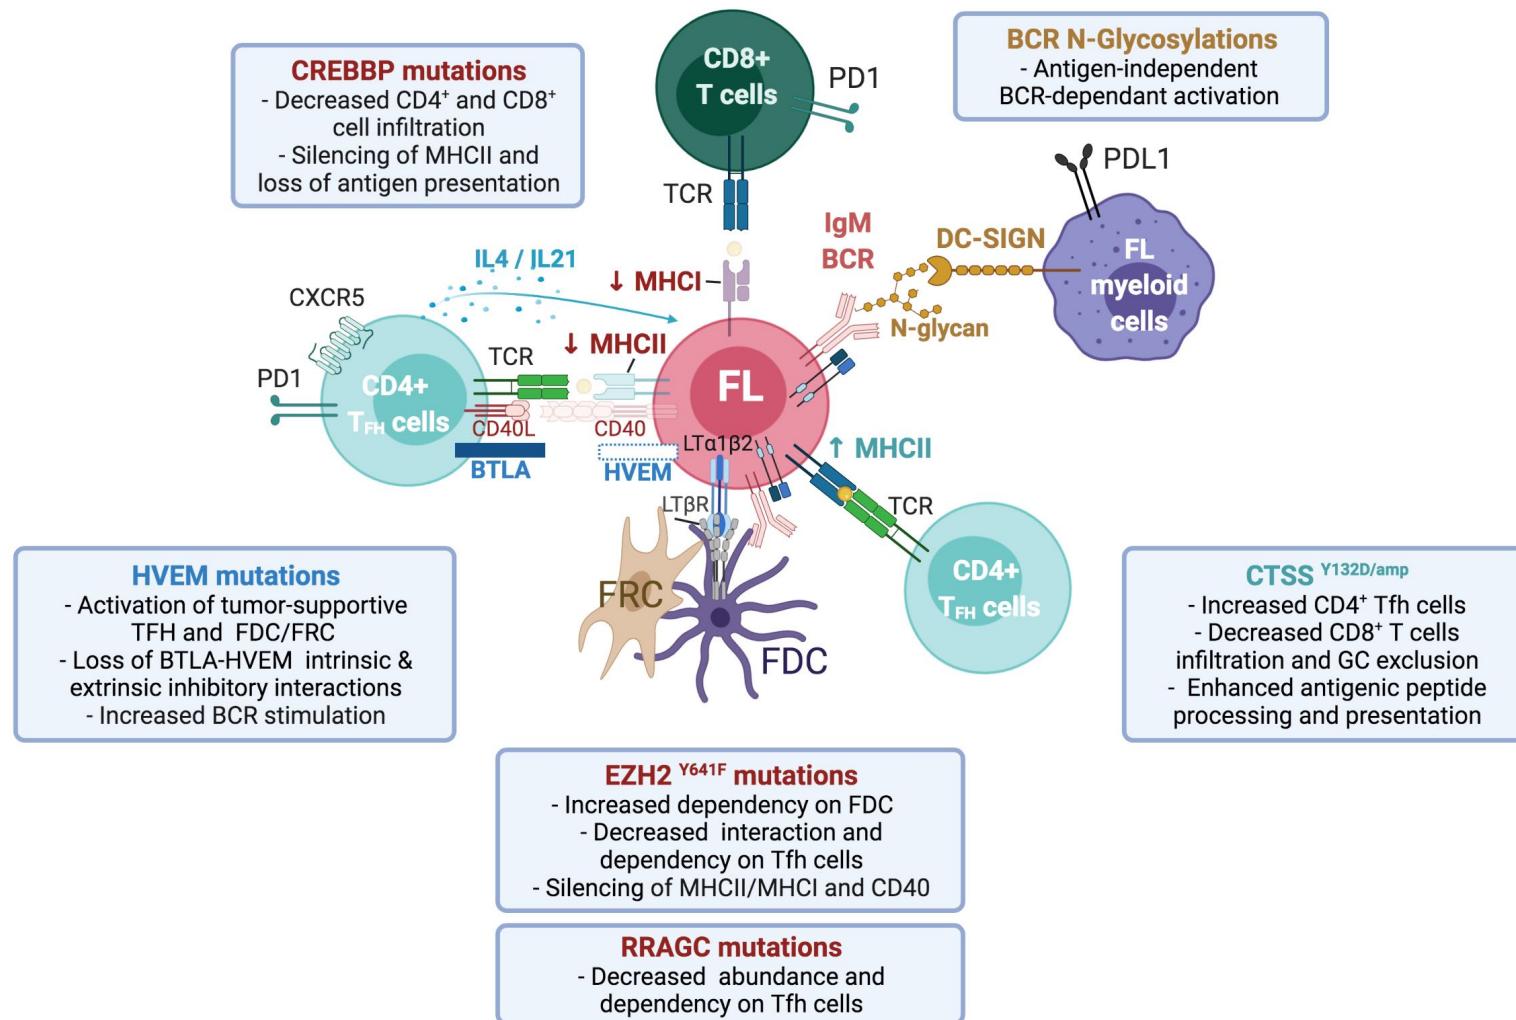 CREBBP mutations
- Decreased CD4⁺ and CD8⁺
cell infiltration
- Silencing of MHCII and
loss of antigen presentation
CD8+
T cells
PD1
TCR
BCR N-Glycosylations
- Antigen-independent
BCR-dependant activation
PDL1
IgM
BCR
DC-SIGN
N-glycan
FL
myeloid
cells
IL4 / JL21
↓ MHCI
CXCR5
↓ MHCII
TCR
PD1
CD4+
TFH cells
CD40L
CD40
BTLA
HVEM
FL
LTα1β2
LTβR
↑ MHCII
TCR
CD4+
TFH cells
FRC
FDC
HVEM mutations
- Activation of tumor-supportive
TFH and FDC/FRC
- Loss of BTLA-HVEM intrinsic &
extrinsic inhibitory interactions
- Increased BCR stimulation
CTSS Y132D/amp
- Increased CD4⁺ Tfh cells
- Decreased CD8⁺ T cells
infiltration and GC exclusion
- Enhanced antigenic peptide
processing and presentation
EZH2 Y641F mutations
- Increased dependency on FDC
- Decreased interaction and
dependency on Tfh cells
- Silencing of MHCII/MHCI and CD40
RRAGC mutations
- Decreased abundance and
dependency on Tfh cells